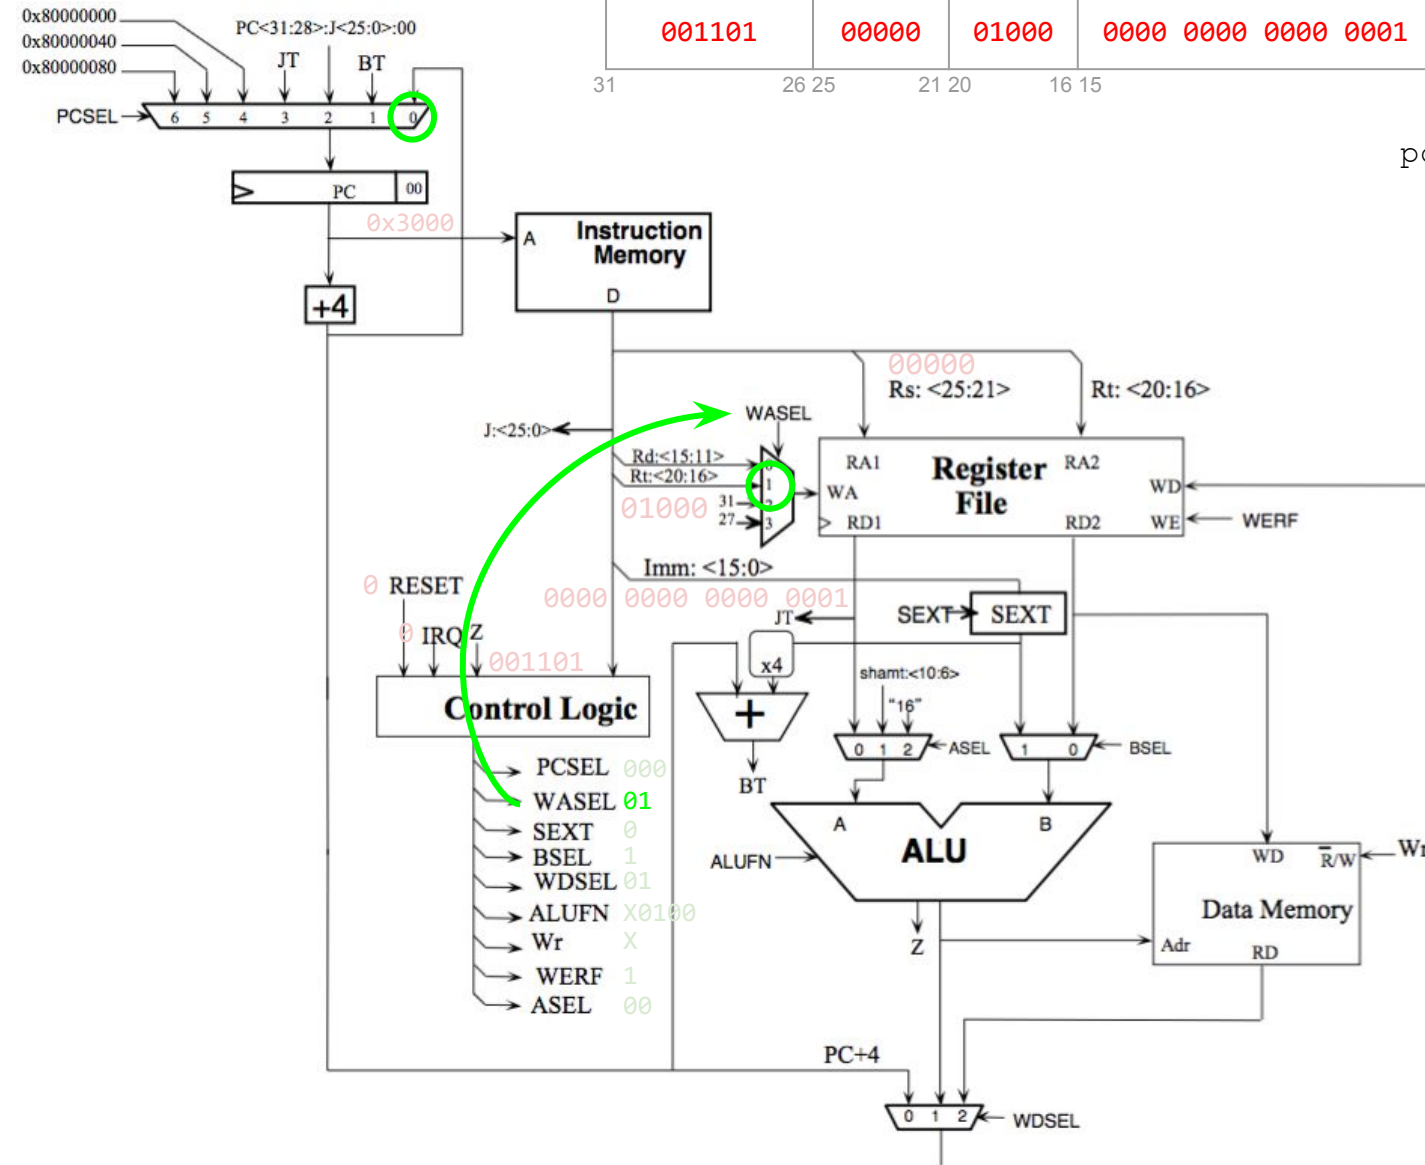 0x80000000
0x80000040
0x80000080
PC<31:28>:J<25:0>:00
JT
BT
PCSEL
6 5 4 3 2 1 0
001101 00000 01000 0000 0000 0000 0001
31 26 25 21 20 16 15
PC 00
0x3000
+4
A
Instruction
Memory
D
00000
Rs: <25:21>
Rt: <20:16>
J:<25:0>
WASEL
Rd:<15:11>
Rt:<20:16>
31
27
0
1
2
3
01000
RA1
RA2
Register
File
WA
WD
RD1
RD2
WE
WERF
Imm: <15:0>
0000 0000 0000 0001
JT
SEXT
SEXT
0 RESET
0 IRQ
Z
001101
Control Logic
x4
+
BT
shamt:<10:6>
"16"
0 1 2
ASEL
1 0
BSEL
PCSEL 000
WASEL 01
SEXT 0
BSEL 1
WDSEL 01
ALUFN X0100
Wr X
WERF 1
ASEL 00
A
B
ALU
ALUFN
Z
WD
R/W
Wr
Data Memory
Adr
RD
PC+4
0 1 2
WDSEL